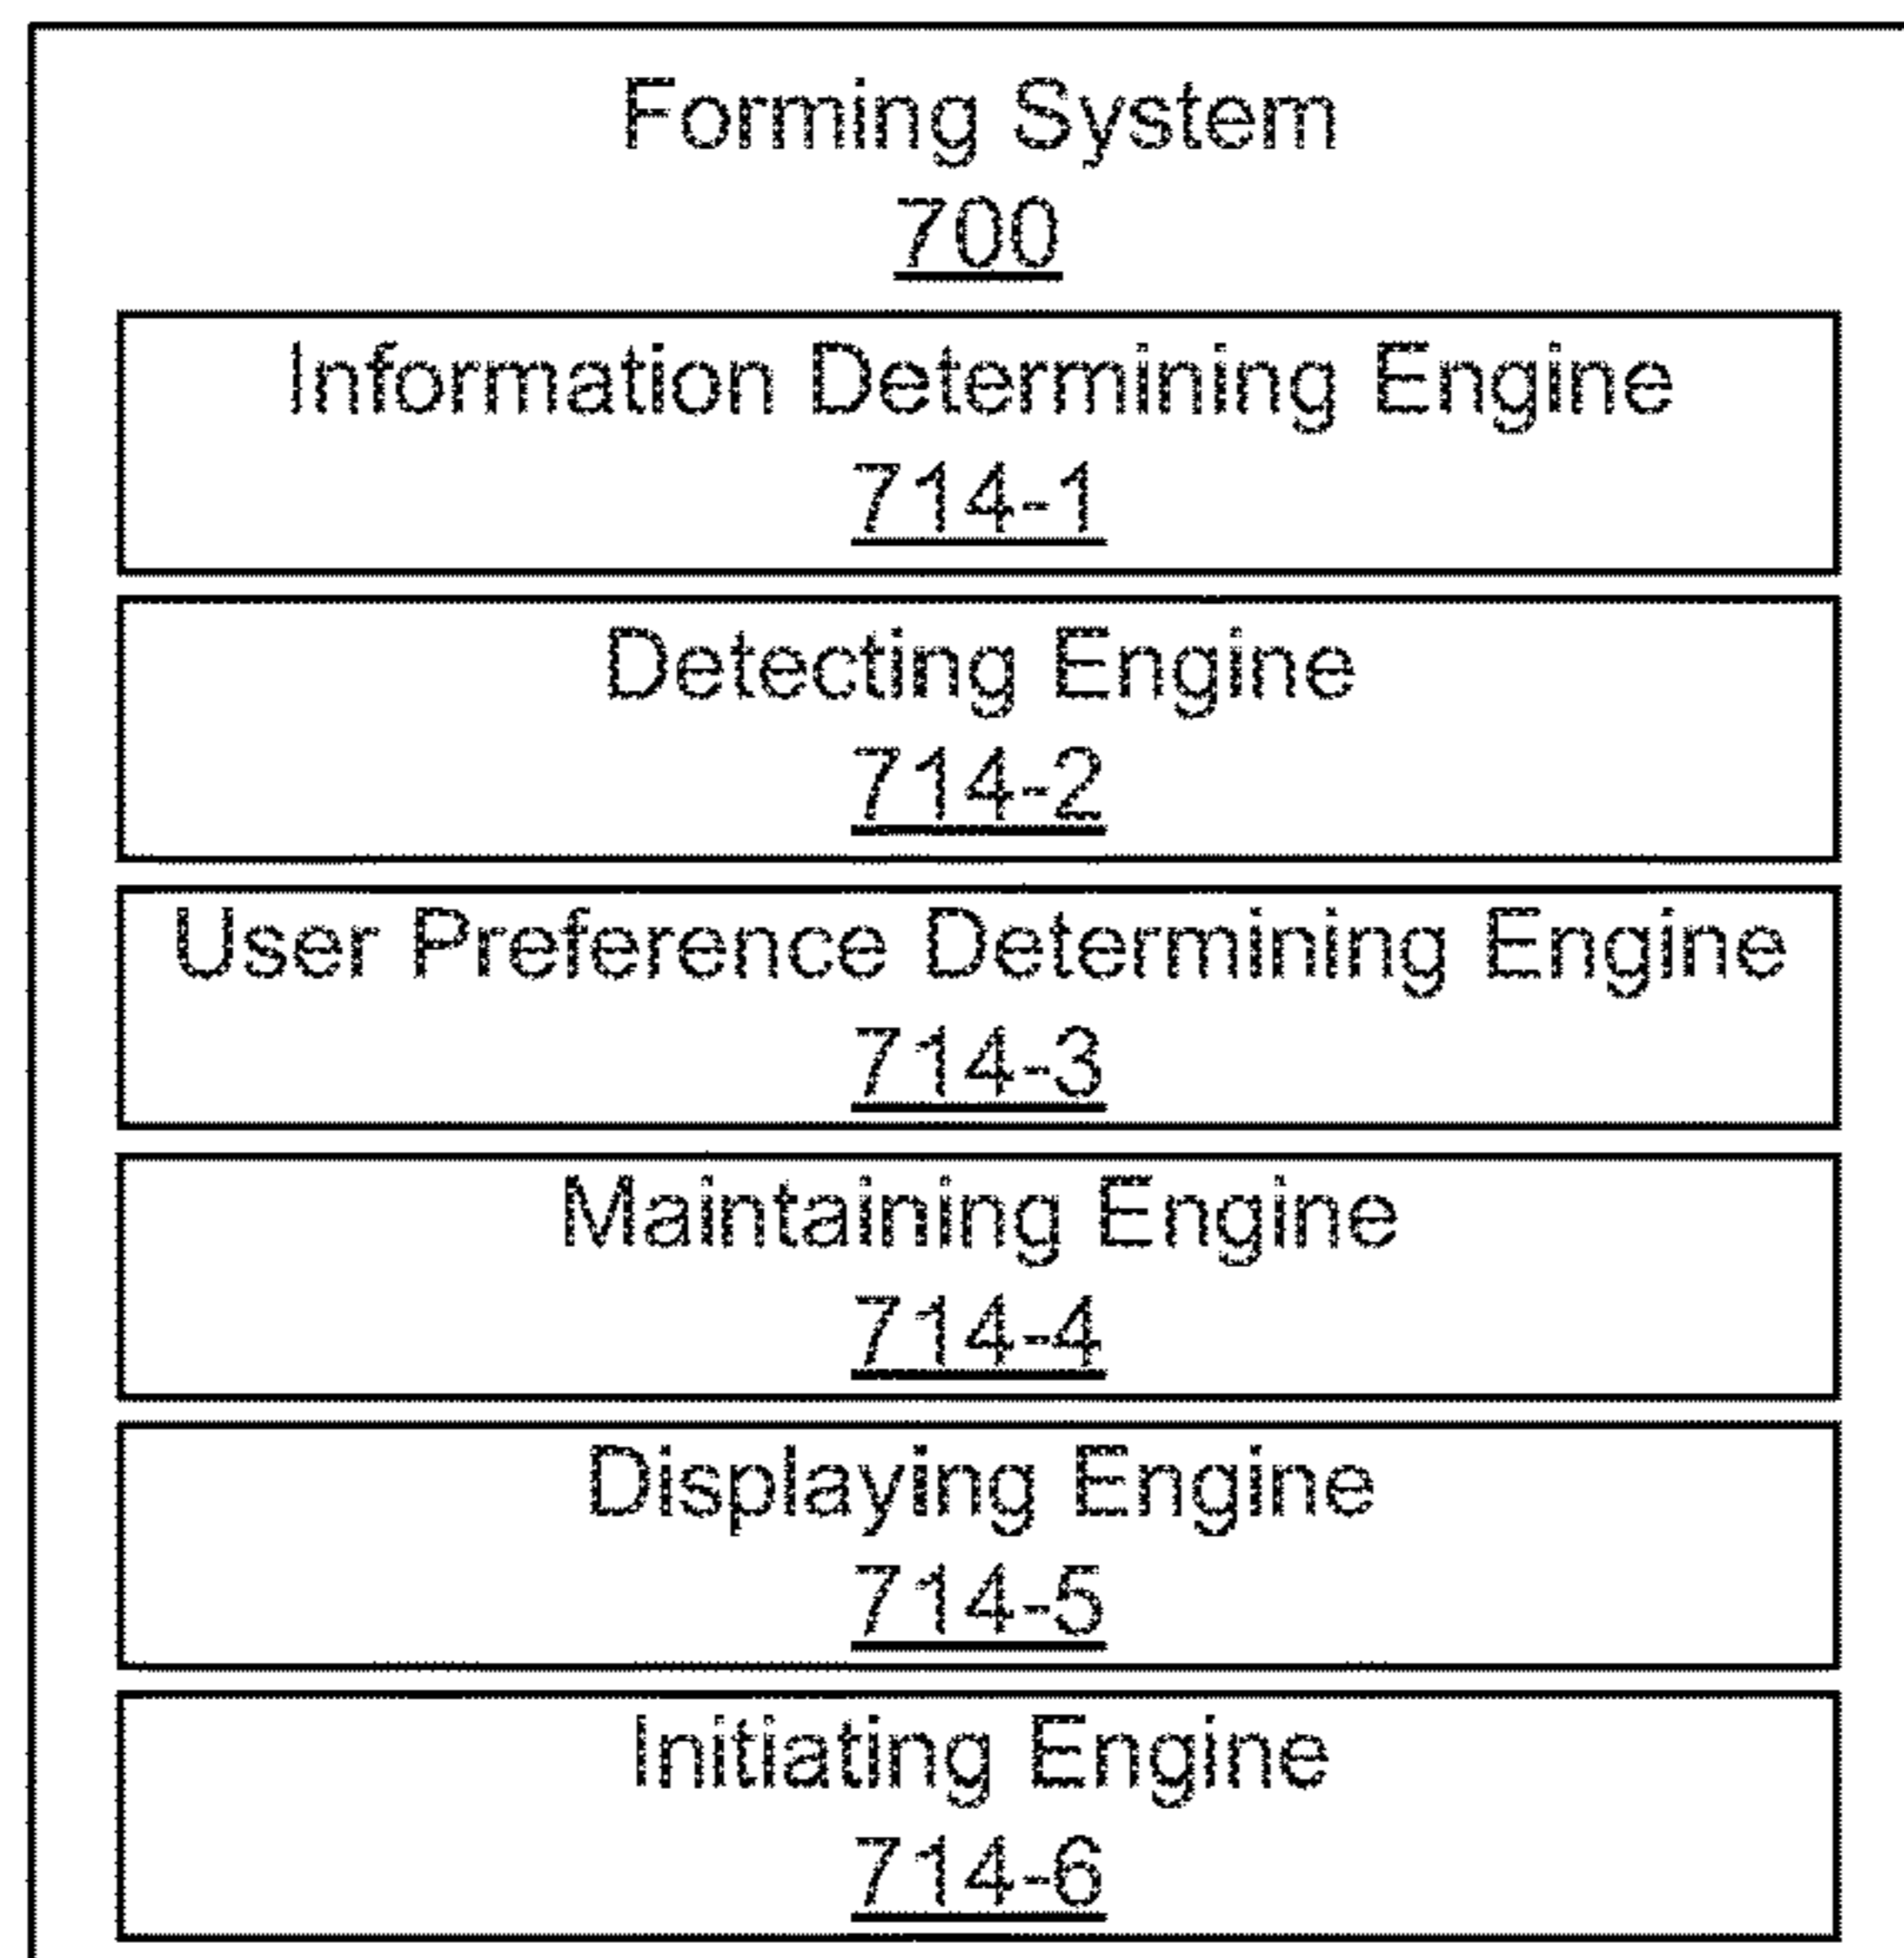 Forming System
700
Information Determining Engine
714-1
Detecting Engine
714-2
User Preference Determining Engine
714-3
Maintaining Engine
714-4
Displaying Engine
714-5
Initiating Engine
714-6